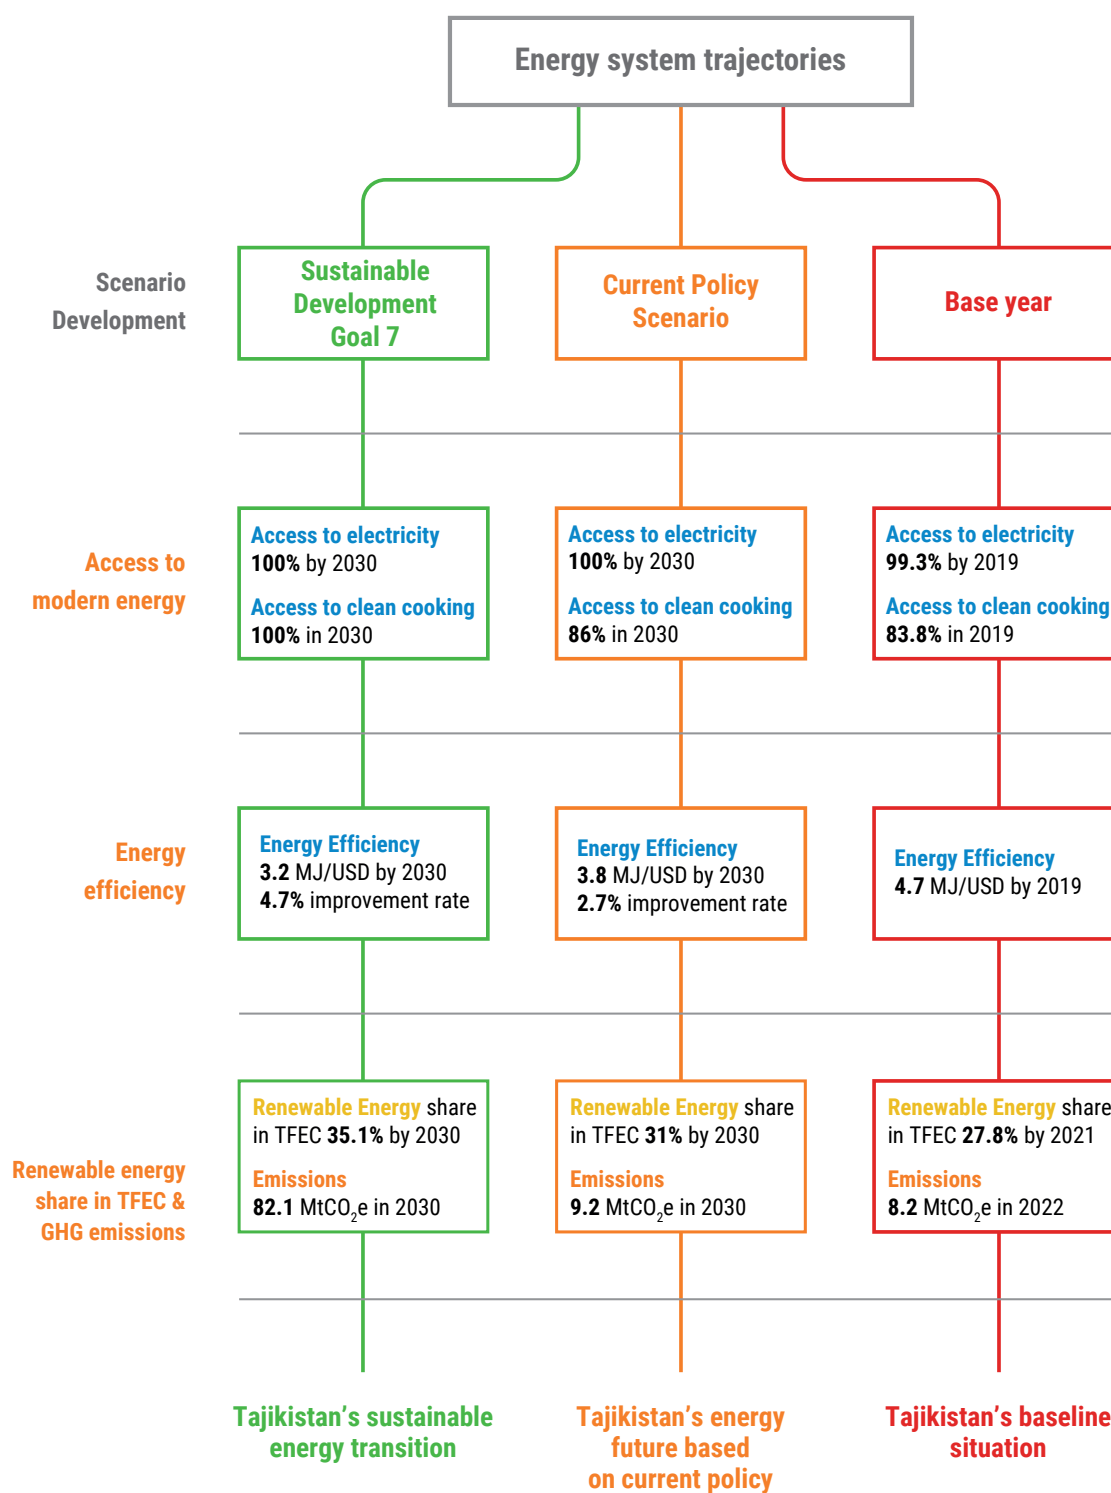 Energy system trajectories
Scenario
Development
Sustainable
Development
Goal 7
Current Policy
Scenario
Base year
Access to
modern energy
Access to electricity
100% by 2030
Access to clean cooking
100% in 2030
Access to electricity
100% by 2030
Access to clean cooking
86% in 2030
Access to electricity
99.3% by 2019
Access to clean cooking
83.8% in 2019
Energy
efficiency
Energy Efficiency
3.2 MJ/USD by 2030
4.7% improvement rate
Energy Efficiency
3.8 MJ/USD by 2030
2.7% improvement rate
Energy Efficiency
4.7 MJ/USD by 2019
Renewable energy
share in TFEC &
GHG emissions
Renewable Energy share
in TFEC 35.1% by 2030
Emissions
82.1 MtCO₂e in 2030
Renewable Energy share
in TFEC 31% by 2030
Emissions
9.2 MtCO₂e in 2030
Renewable Energy share
in TFEC 27.8% by 2021
Emissions
8.2 MtCO₂e in 2022
Tajikistan's sustainable
energy transition
Tajikistan's energy
future based
on current policy
Tajikistan's baseline
situation